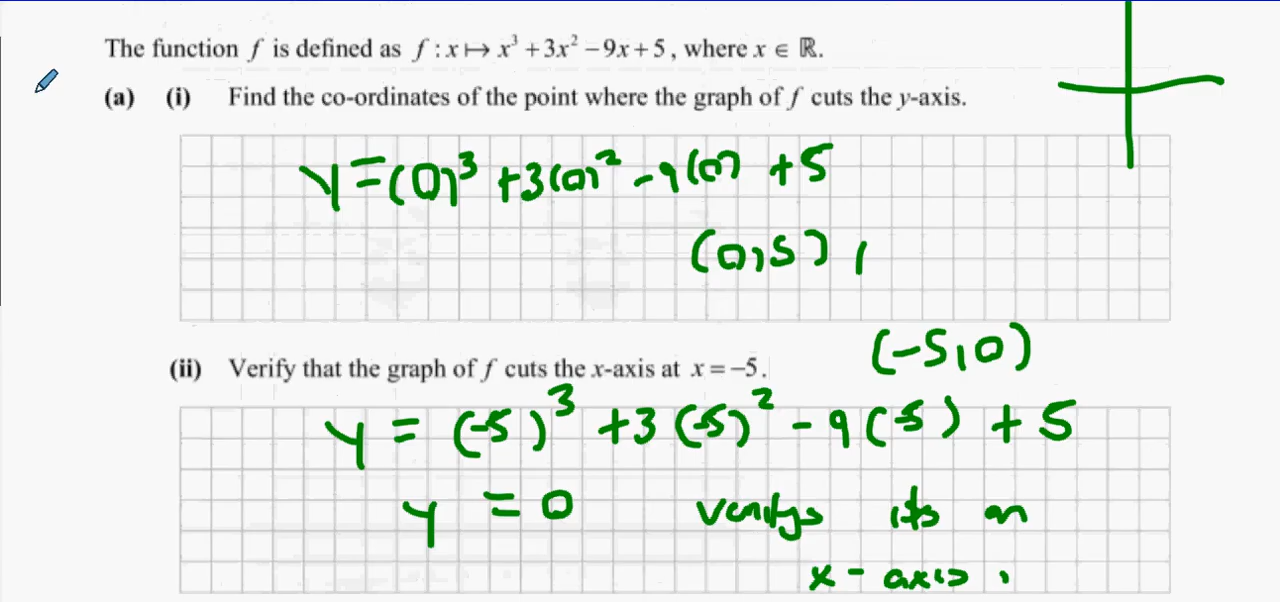 The function f is defined as f : x ↦ x³ + 3x² − 9x + 5, where x ∈ ℝ.
(a) (i) Find the co-ordinates of the point where the graph of f cuts the y-axis.
y = (0)³ + 3(0)² - 9(0) + 5
(0,5)
(-5,0)
(ii) Verify that the graph of f cuts the x-axis at x = −5.
y = (-5)³ + 3(-5)² - 9(-5) + 5
y = 0 verifys its on
x - axis.